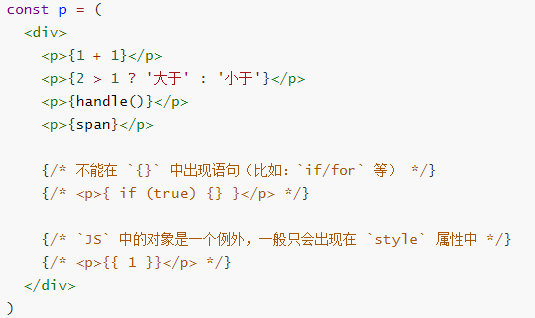 const p = (
<div>
<p>{1 + 1}</p>
<p>{2 > 1 ? '大于' : '小于'}</p>
<p>{handle()}</p>
<p>{span}</p>
{/* 不能在 `{}` 中出现语句（比如：`if/for` 等） */}
{/* <p>{ if (true) {} }</p> */}
{/* `JS` 中的对象是一个例外，一般只会出现在 `style` 属性中 */}
{/* <p>{{ 1 }}</p> */}
</div>
)